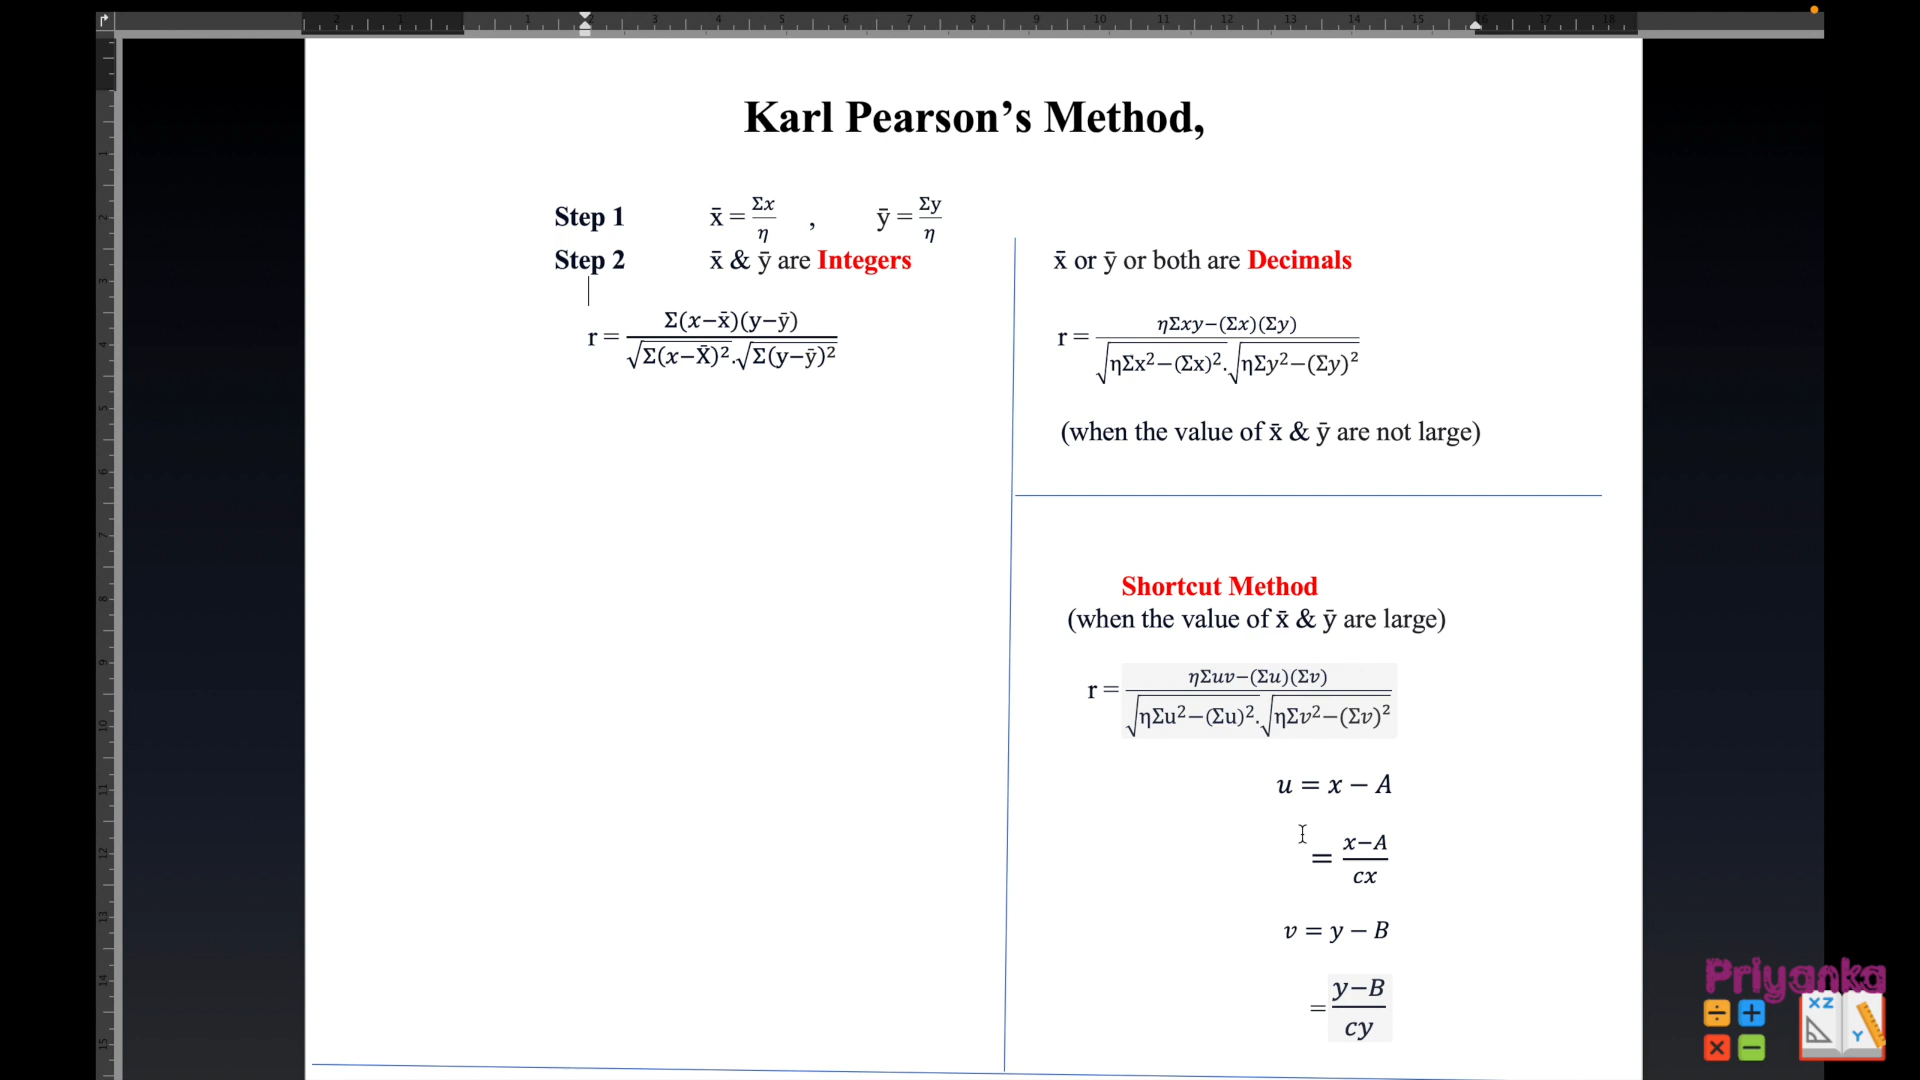 Karl Pearson's Method,
Step 1 x̄ = Σx/η , ȳ = Σy/η
Step 2 x̄ & ȳ are Integers
r = Σ(x−x̄)(y−ȳ) / √Σ(x−X̄)².√Σ(y−ȳ)²
x̄ or ȳ or both are Decimals
r = ηΣxy−(Σx)(Σy) / √ηΣx²−(Σx)².√ηΣy²−(Σy)²
(when the value of x̄ & ȳ are not large)
Shortcut Method
(when the value of x̄ & ȳ are large)
r = ηΣuv−(Σu)(Σv) / √ηΣu²−(Σu)².√ηΣv²−(Σv)²
u = x − A
= x−A / cx
v = y − B
= y−B / cy
Priyanka
XZ
Y